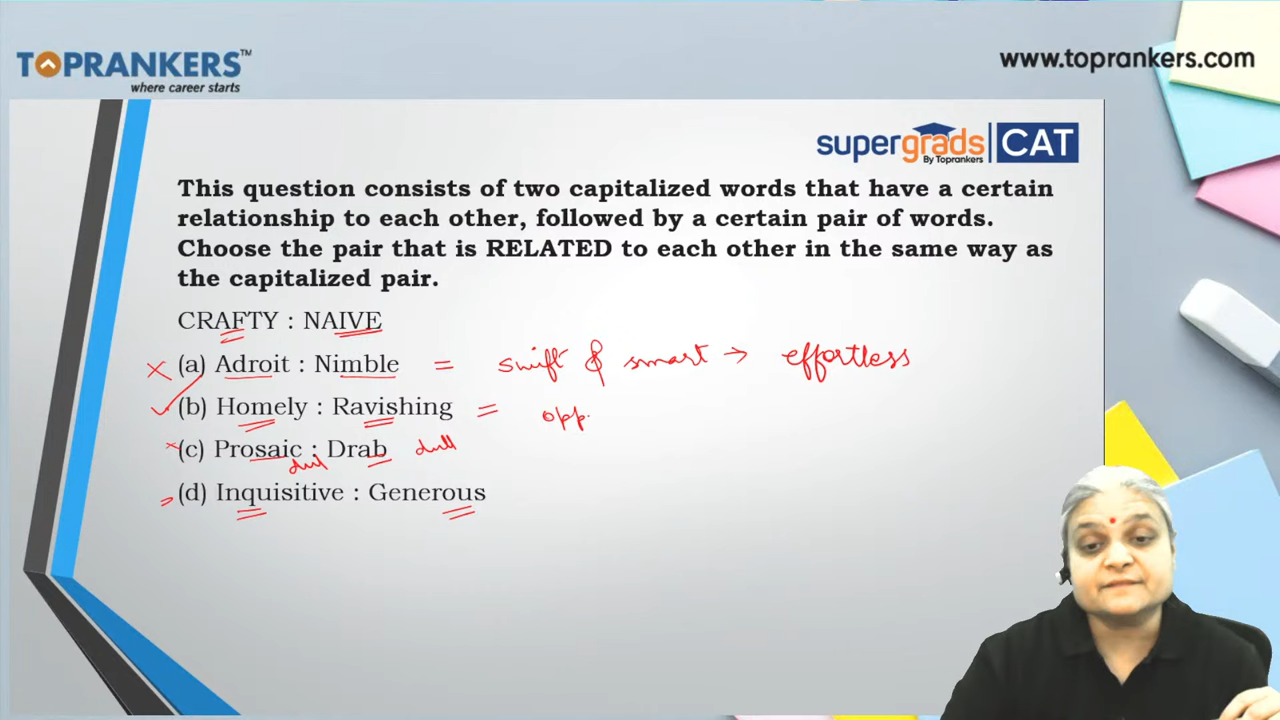 TOPRANKERS™
where career starts
www.toprankers.com
supergrads | CAT
By Toprankers
This question consists of two capitalized words that have a certain
relationship to each other, followed by a certain pair of words.
Choose the pair that is RELATED to each other in the same way as
the capitalized pair.
CRAFTY : NAIVE
(a) Adroit : Nimble = swift & smart → effortless
(b) Homely : Ravishing = opp.
(c) Prosaic : Drab dull
dul
(d) Inquisitive : Generous